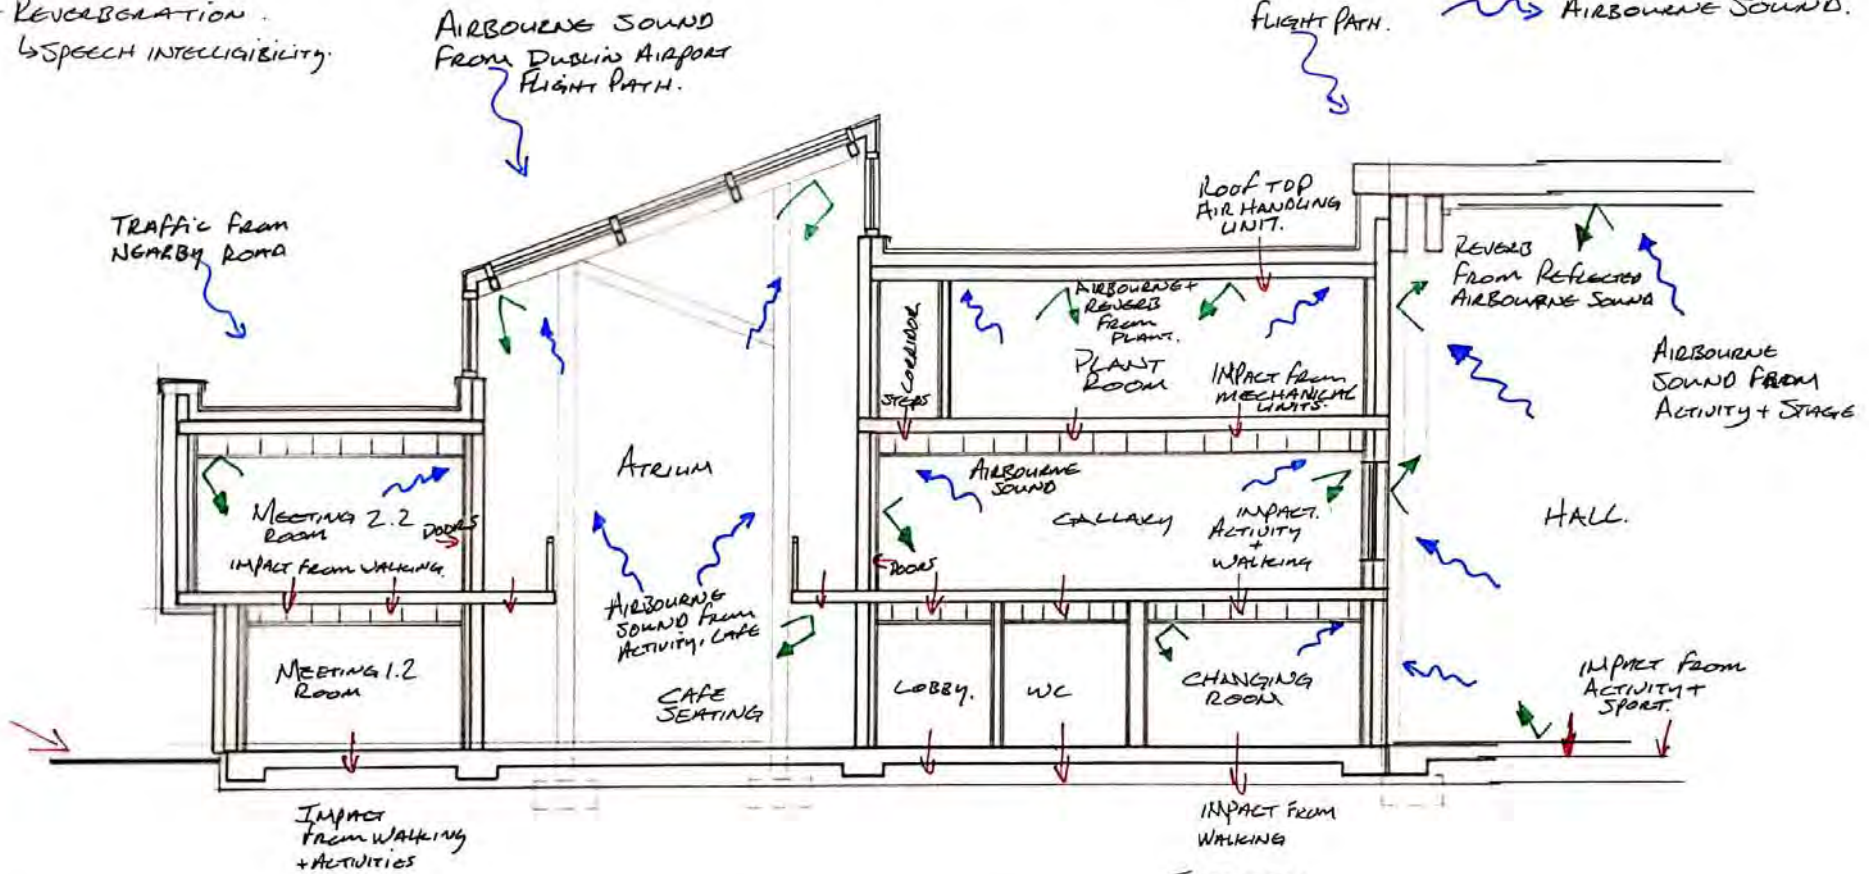 - REVERBERATION.
↳ SPEECH INTELLIGIBILITY.
AIRBOURNE SOUND
FROM DUBLIN AIRPORT
FLIGHT PATH.
FLIGHT PATH.
AIRBOURNE SOUND.
TRAFFIC FROM
NEARBY ROAD
ROOF TOP
AIR HANDLING
UNIT.
REVERB
FROM REFLECTED
AIRBOURNE SOUND
AIRBOURNE +
REVERB
FROM
PLANT.
CORRIDOR
PLANT
ROOM
STEPS
IMPACT FROM
MECHANICAL
UNITS.
AIRBOURNE
SOUND FROM
ACTIVITY + STAGE
ATRIUM
AIRBOURNE
SOUND
MEETING 2.2
ROOM
DOORS
GALLARY
IMPACT.
ACTIVITY
+
WALKING
HALL.
IMPACT FROM WALKING.
DOORS
AIRBOURNE
SOUND FROM
ACTIVITY, CAFE
MEETING 1.2
ROOM
CAFE
SEATING
LOBBY.
WC
CHANGING
ROOM
IMPACT FROM
ACTIVITY +
SPORT.
IMPACT
FROM WALKING
+ ACTIVITIES
IMPACT FROM
WALKING